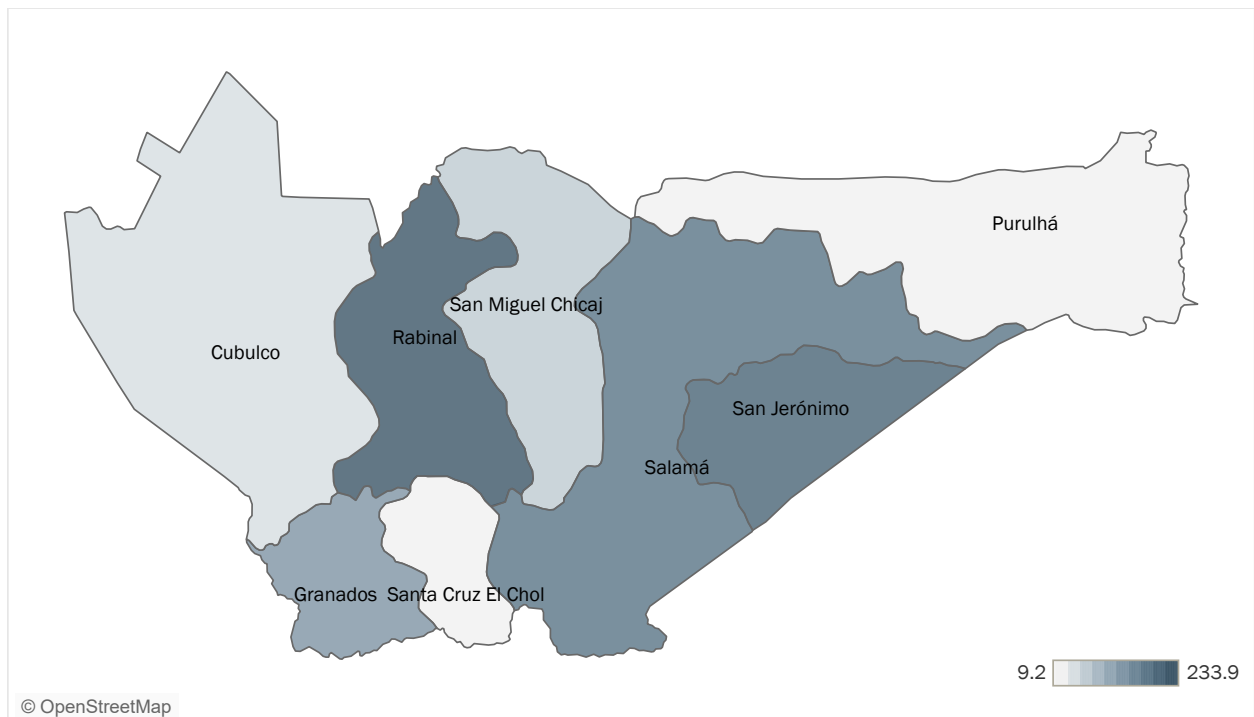 Purulhá
San Miguel Chicaj
Rabinal
Cubulco
San Jerónimo
Salamá
Granados
Santa Cruz El Chol
9.2
233.9
© OpenStreetMap